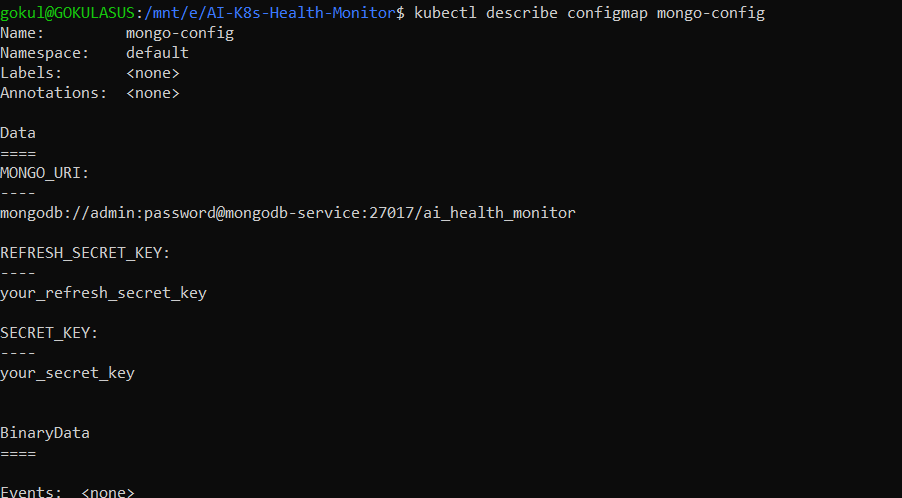 gokul@GOKULASUS:/mnt/e/AI-K8s-Health-Monitor$ kubectl describe configmap mongo-config
Name:         mongo-config
Namespace:    default
Labels:       <none>
Annotations:  <none>

Data
====
MONGO_URI:
----
mongodb://admin:password@mongodb-service:27017/ai_health_monitor

REFRESH_SECRET_KEY:
----
your_refresh_secret_key

SECRET_KEY:
----
your_secret_key


BinaryData
====

Events:  <none>